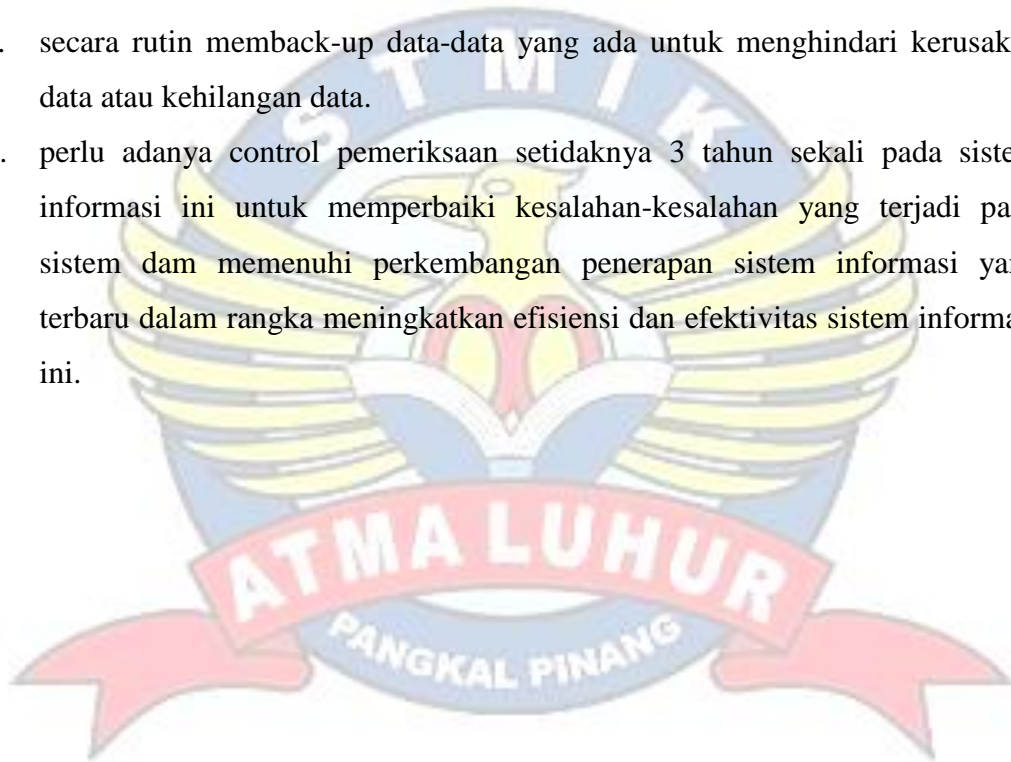 . secara rutin memback-up data-data yang ada untuk menghindari kerusak
data atau kehilangan data.
. perlu adanya control pemeriksaan setidaknya 3 tahun sekali pada siste
informasi ini untuk memperbaiki kesalahan-kesalahan yang terjadi pa
sistem dam memenuhi perkembangan penerapan sistem informasi yan
terbaru dalam rangka meningkatkan efisiensi dan efektivitas sistem informa
ini.
STMIK
ATMA LUHUR
PANGKAL PINANG